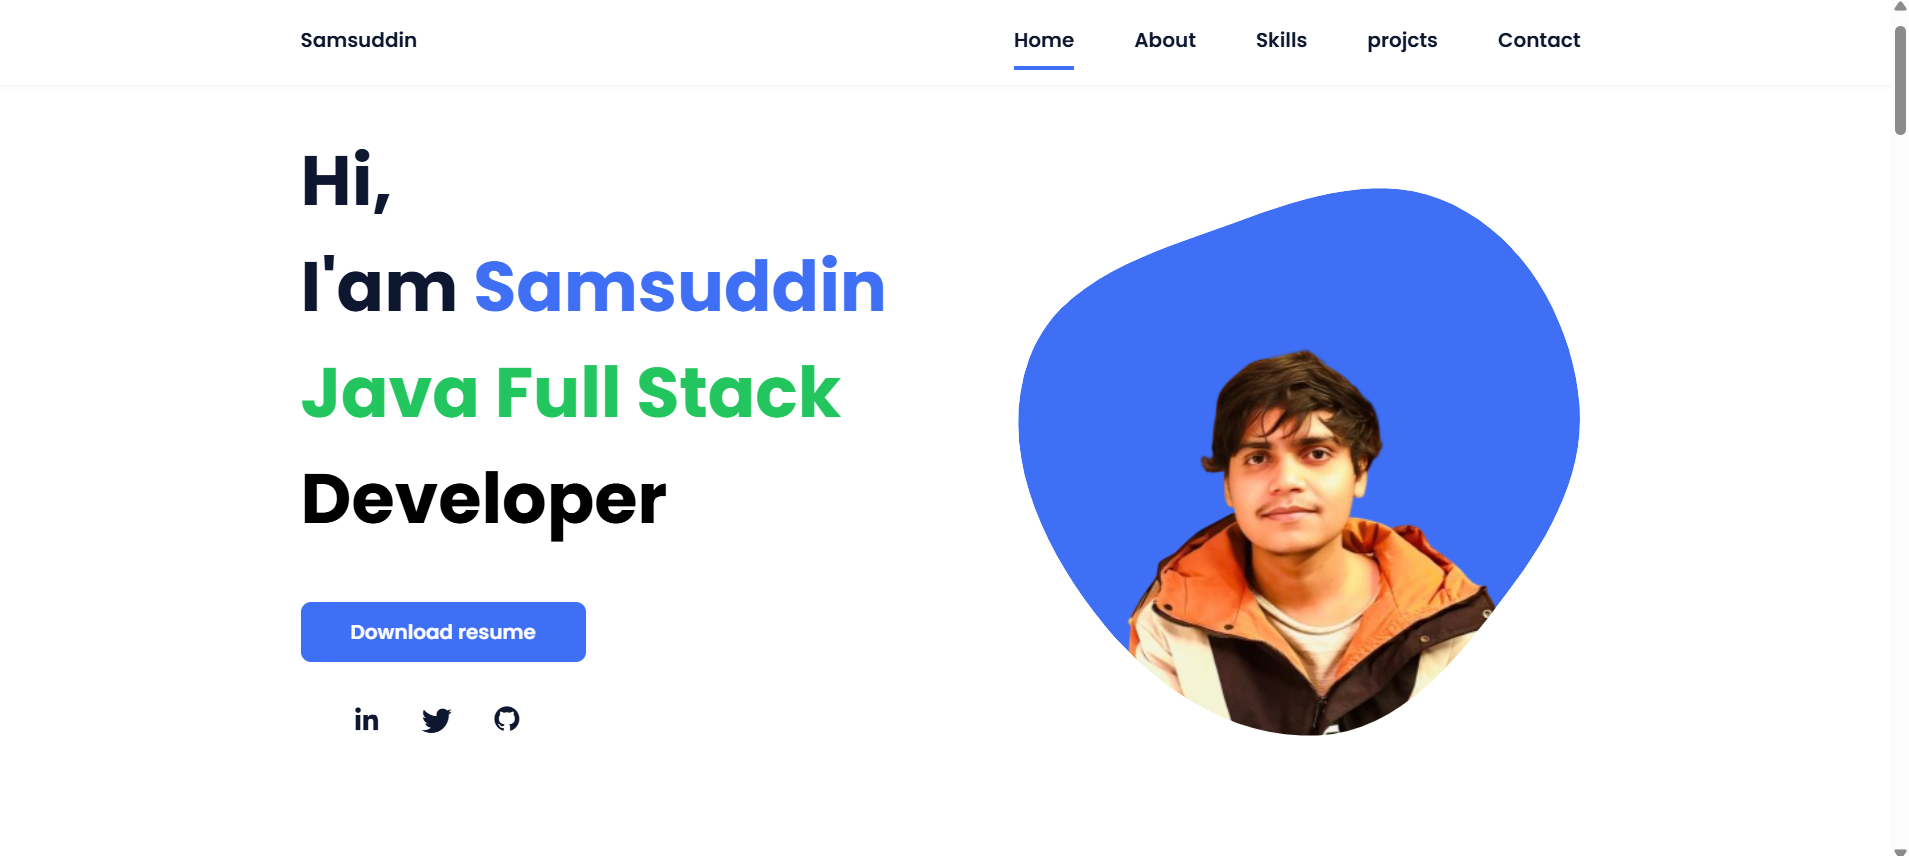 Samsuddin
Home
About
Skills
projcts
Contact
Hi,
I'am Samsuddin
Java Full Stack
Developer
Download resume
in